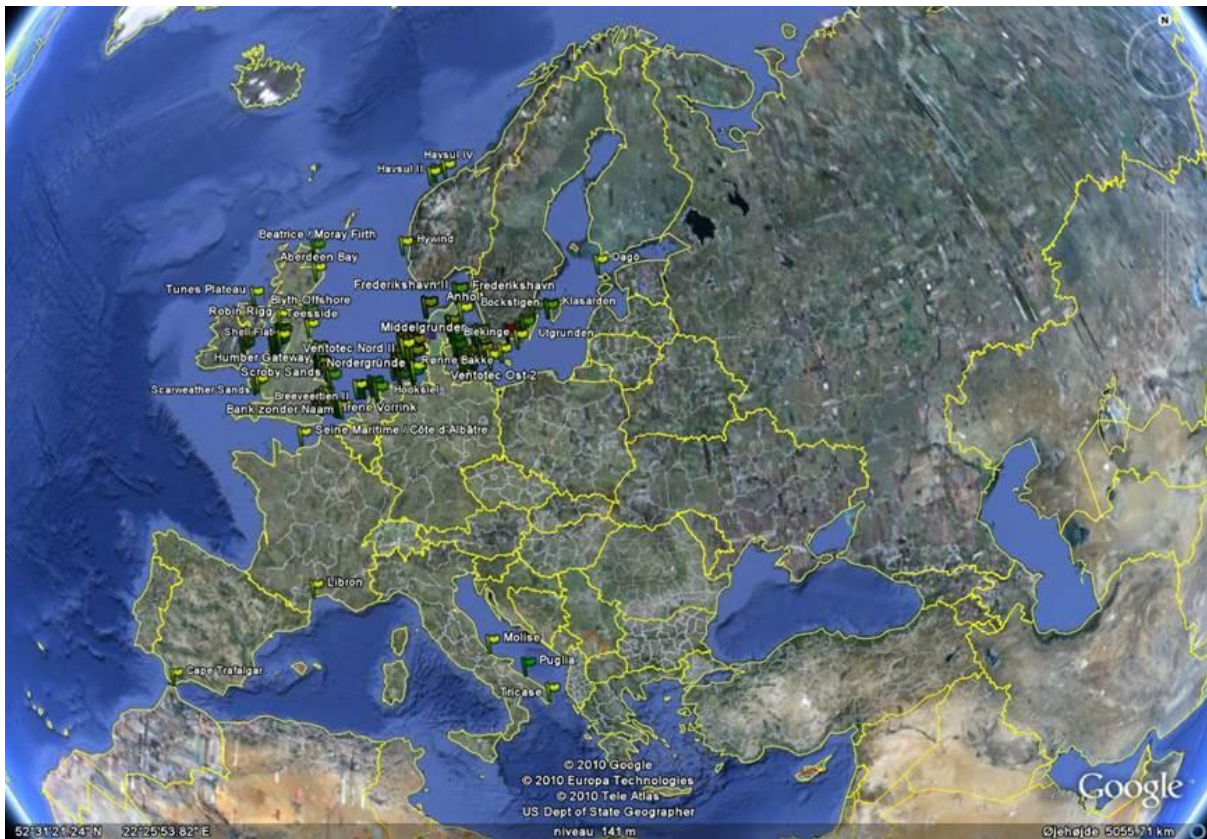 N
Havsul IV
Havsul II
Hywind
Beatrice / Moray Firth
Aberdeen Bay
Dagö
Tunes Plateau
Frederikshavn II
Frederikshavn
Blyth Offshore
Anholt
Bockstigen
Klasården
Robin Rigg
Teesside
Shell Flat
Middelgrunden
Blekinge
Utgrunden
Humber Gateway
Ventotec Nord II
Nordergründe
Rønne Bakke
Scroby Sands
Ventotec Ost 2
Scarweather Sands
Breeveertien II
Hooksiel
Bank zonder Naam
Irene Vorrink
Seine Maritime / Côte d'Albâtre
Libron
Molise
Puglia
Cape Trafalgar
Tricase
© 2010 Google
© 2010 Europa Technologies
© 2010 Tele Atlas
US Dept of State Geographer
Google
52°31'21.24" N 22°25'53.82" E
niveau 141 m
Øjehøjde 5055.71 km